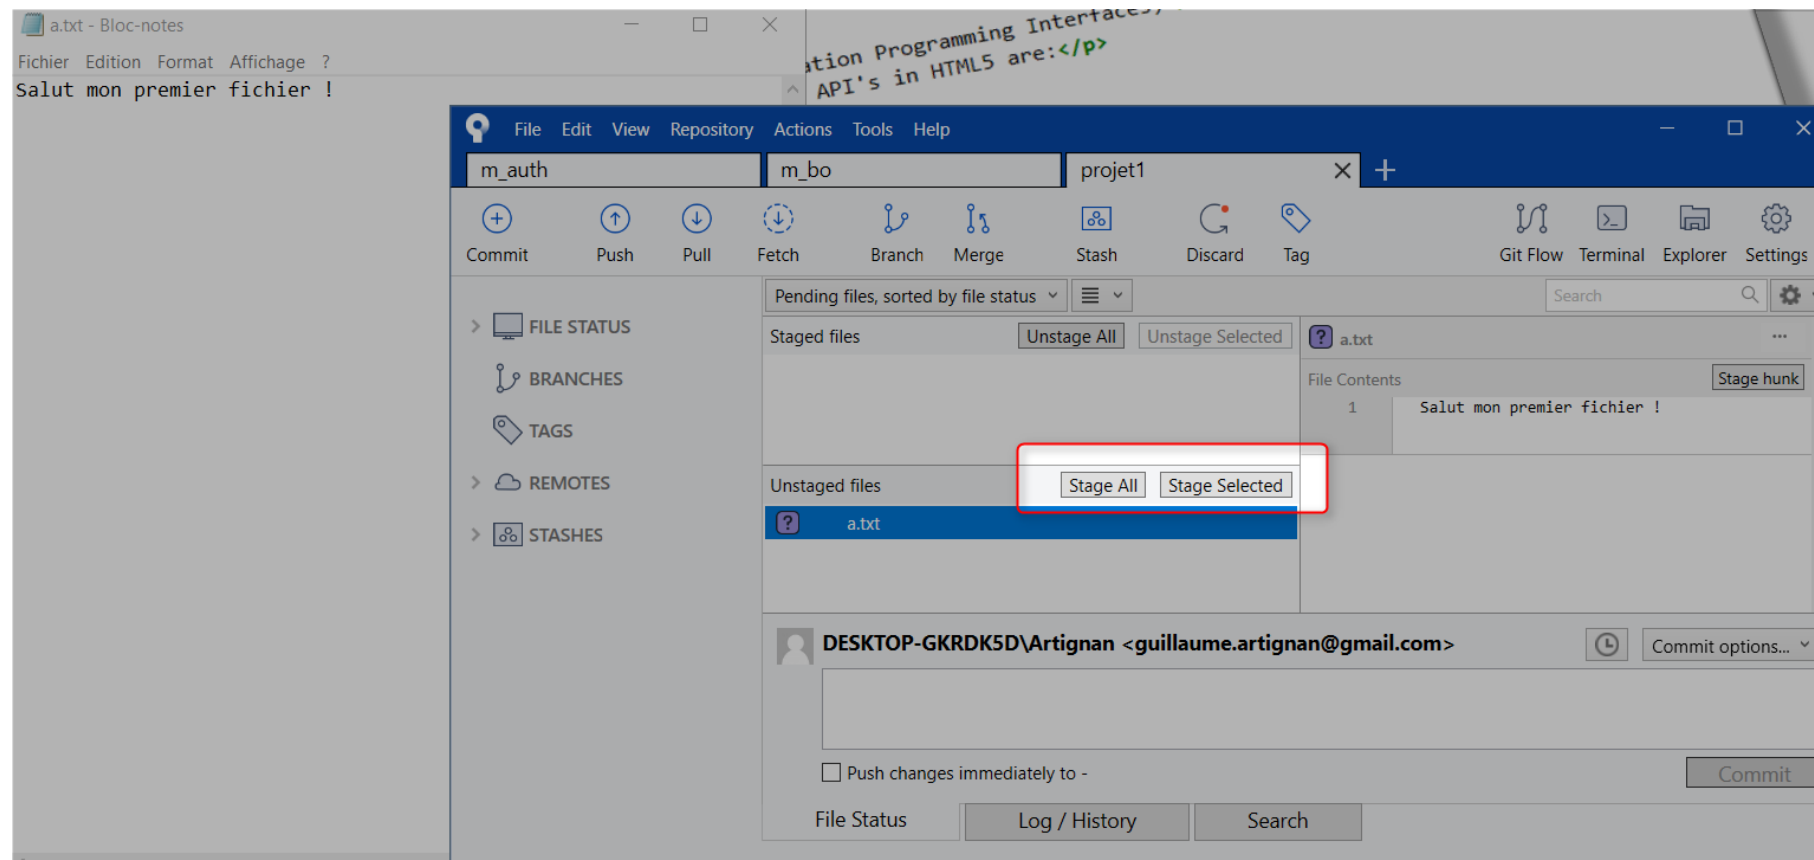 a.txt - Bloc-notes
Fichier Edition Format Affichage ?
Salut mon premier fichier !
ation Programming Interfaces)
API's in HTML5 are:</p>
File Edit View Repository Actions Tools Help
m_auth m_bo projet1
Commit Push Pull Fetch Branch Merge Stash Discard Tag Git Flow Terminal Explorer Settings
Pending files, sorted by file status Search
FILE STATUS
BRANCHES
TAGS
REMOTES
STASHES
Staged files Unstage All Unstage Selected
Unstaged files Stage All Stage Selected
? a.txt
? a.txt ...
File Contents Stage hunk
1 Salut mon premier fichier !
DESKTOP-GKRDK5D\Artignan <guillaume.artignan@gmail.com> Commit options...
Push changes immediately to -
Commit
File Status Log / History Search